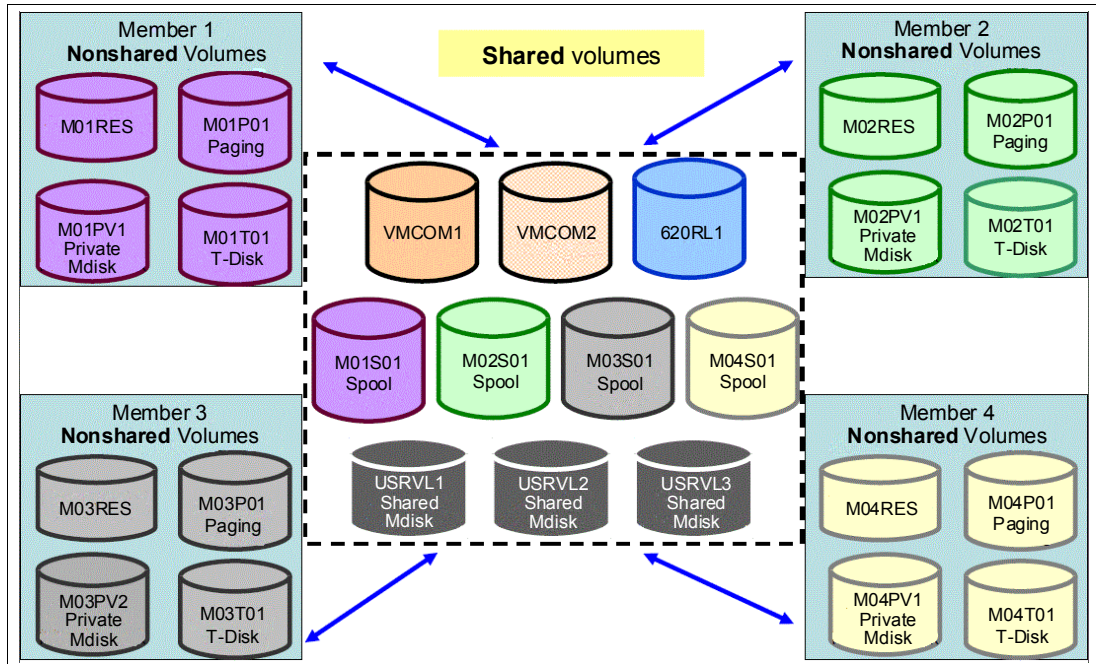 Member 1
Nonshared Volumes
M01RES
M01P01
Paging
M01PV1
Private
Mdisk
M01T01
T-Disk
Shared volumes
Member 2
Nonshared Volumes
M02RES
M02P01
Paging
M02PV1
Private
Mdisk
M02T01
T-Disk
VMCOM1
VMCOM2
620RL1
M01S01
Spool
M02S01
Spool
M03S01
Spool
M04S01
Spool
USRVL1
Shared
Mdisk
USRVL2
Shared
Mdisk
USRVL3
Shared
Mdisk
Member 3
Nonshared Volumes
M03RES
M03P01
Paging
M03PV2
Private
Mdisk
M03T01
T-Disk
Member 4
Nonshared Volumes
M04RES
M04P01
Paging
M04PV1
Private
Mdisk
M04T01
T-Disk